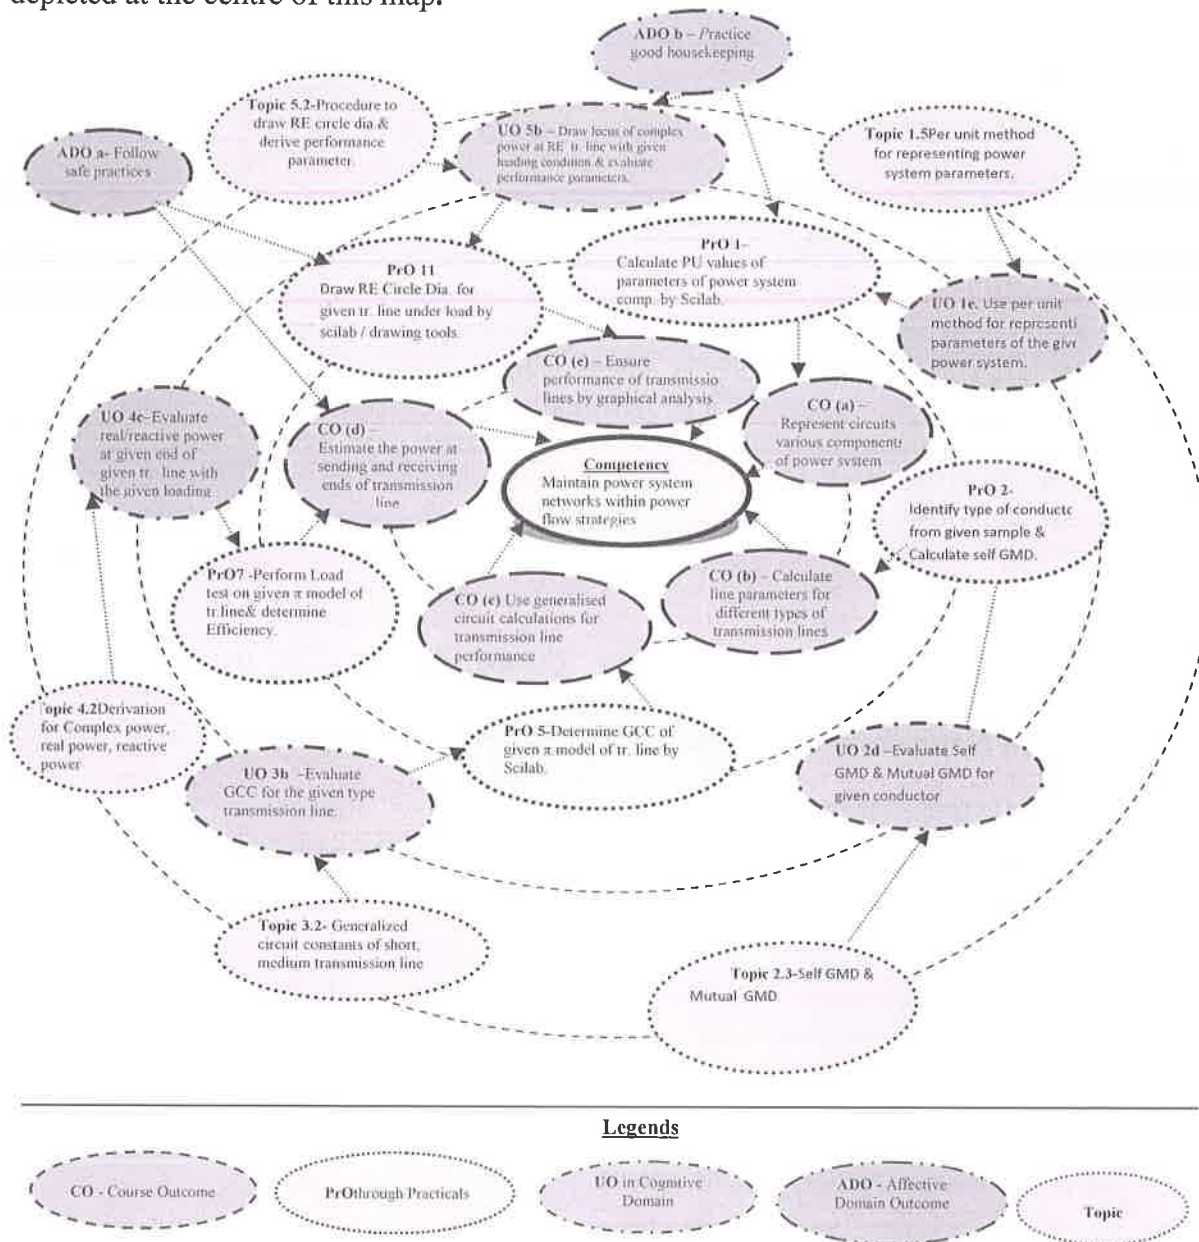 depicted at the centre of this map.
ADO b – Practice
good housekeeping
Topic 5.2-Procedure to
draw RE circle dia.&
derive performance
parameter.
UO 5b – Draw locus of complex
power at RE tr. line with given
loading condition & evaluate
performance parameters.
Topic 1.5Per unit method
for representing power
system parameters.
ADO a- Follow
safe practices
PrO 11
Draw RE Circle Dia. for
given tr. line under load by
scilab / drawing tools.
PrO 1-
Calculate PU values of
parameters of power system
comp. by Scilab.
UO 1e. Use per unit
method for representi
parameters of the give
power system.
CO (e) – Ensure
performance of transmissio
lines by graphical analysis
UO 4c-Evaluate
real/reactive power
at given end of
given tr. line with
the given loading
CO (d) –
Estimate the power at
sending and receiving
ends of transmission
line
CO (a) –
Represent circuits
various components
of power system
Competency
Maintain power system
networks within power
flow strategies
PrO 2-
Identify type of conductc
from given sample &
Calculate self GMD.
PrO7 -Perform Load
test on given π model of
tr.line& determine
Efficiency.
CO (c) Use generalised
circuit calculations for
transmission line
performance
CO (b) – Calculate
line parameters for
different types of
transmission lines
opic 4.2Derivation
for Complex power,
real power, reactive
power
UO 3b –Evaluate
GCC for the given type
transmission line.
PrO 5-Determine GCC of
given π model of tr. line by
Scilab.
UO 2d –Evaluate Self
GMD & Mutual GMD for
given conductor
Topic 3.2- Generalized
circuit constants of short,
medium transmission line
Topic 2.3-Self GMD &
Mutual GMD.
Legends
CO - Course Outcome
PrOthrough Practicals
UO in Cognitive
Domain
ADO - Affective
Domain Outcome
Topic